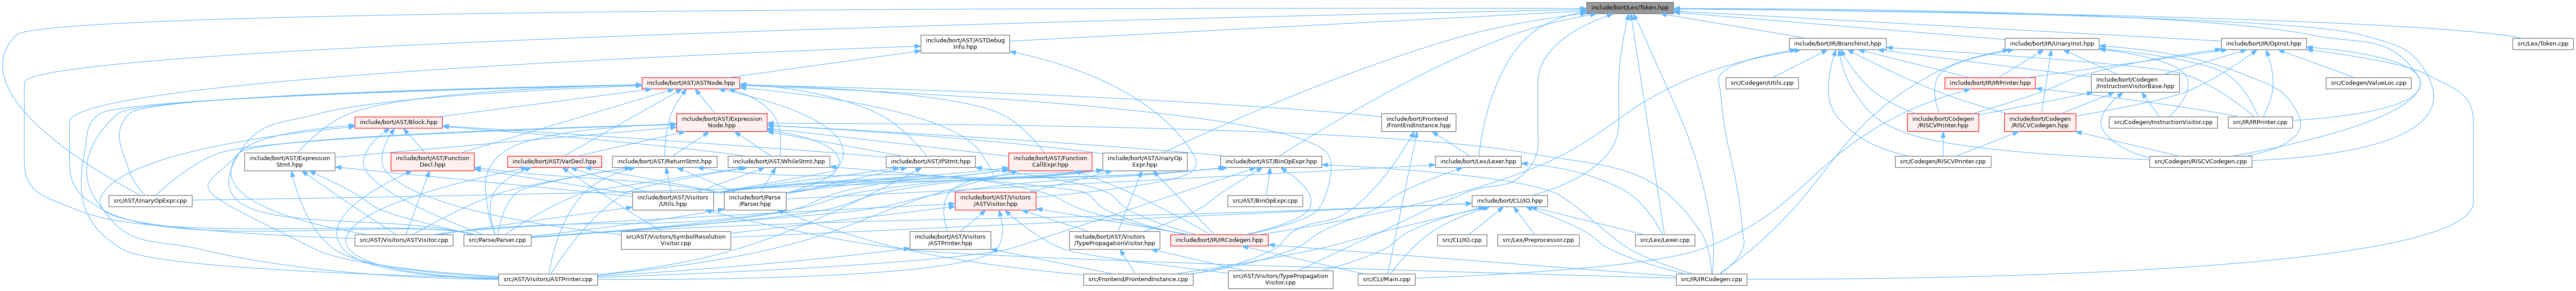 include/bort/Lex/Token.hpp
include/bort/AST/ASTDebug
Info.hpp
include/bort/IR/BranchInst.hpp
include/bort/IR/UnaryInst.hpp
include/bort/IR/OpInst.hpp
src/Lex/Token.cpp
include/bort/AST/ASTNode.hpp
src/Codegen/Utils.cpp
include/bort/IR/IRPrinter.hpp
include/bort/Codegen
/InstructionVisitorBase.hpp
src/Codegen/ValueLoc.cpp
include/bort/AST/Block.hpp
include/bort/AST/Expression
Node.hpp
include/bort/Frontend
/FrontEndInstance.hpp
include/bort/Codegen
/RISCVPrinter.hpp
include/bort/Codegen
/RISCVCodegen.hpp
src/Codegen/InstructionVisitor.cpp
src/IR/IRPrinter.cpp
include/bort/AST/Expression
Stmt.hpp
include/bort/AST/Function
Decl.hpp
include/bort/AST/VarDecl.hpp
include/bort/AST/ReturnStmt.hpp
include/bort/AST/WhileStmt.hpp
include/bort/AST/IfStmt.hpp
include/bort/AST/Function
CallExpr.hpp
include/bort/AST/UnaryOp
Expr.hpp
include/bort/AST/BinOpExpr.hpp
include/bort/Lex/Lexer.hpp
src/Codegen/RISCVPrinter.cpp
src/Codegen/RISCVCodegen.cpp
src/AST/UnaryOpExpr.cpp
include/bort/AST/Visitors
/Utils.hpp
include/bort/Parse
/Parser.hpp
include/bort/AST/Visitors
/ASTVisitor.hpp
src/AST/BinOpExpr.cpp
include/bort/CLI/IO.hpp
src/AST/Visitors/ASTVisitor.cpp
src/Parse/Parser.cpp
src/AST/Visitors/SymbolResolution
Visitor.cpp
include/bort/AST/Visitors
/ASTPrinter.hpp
include/bort/AST/Visitors
/TypePropagationVisitor.hpp
include/bort/IR/IRCodegen.hpp
src/CLI/IO.cpp
src/Lex/Preprocessor.cpp
src/Lex/Lexer.cpp
src/AST/Visitors/ASTPrinter.cpp
src/Frontend/FrontendInstance.cpp
src/AST/Visitors/TypePropagation
Visitor.cpp
src/CLI/Main.cpp
src/IR/IRCodegen.cpp